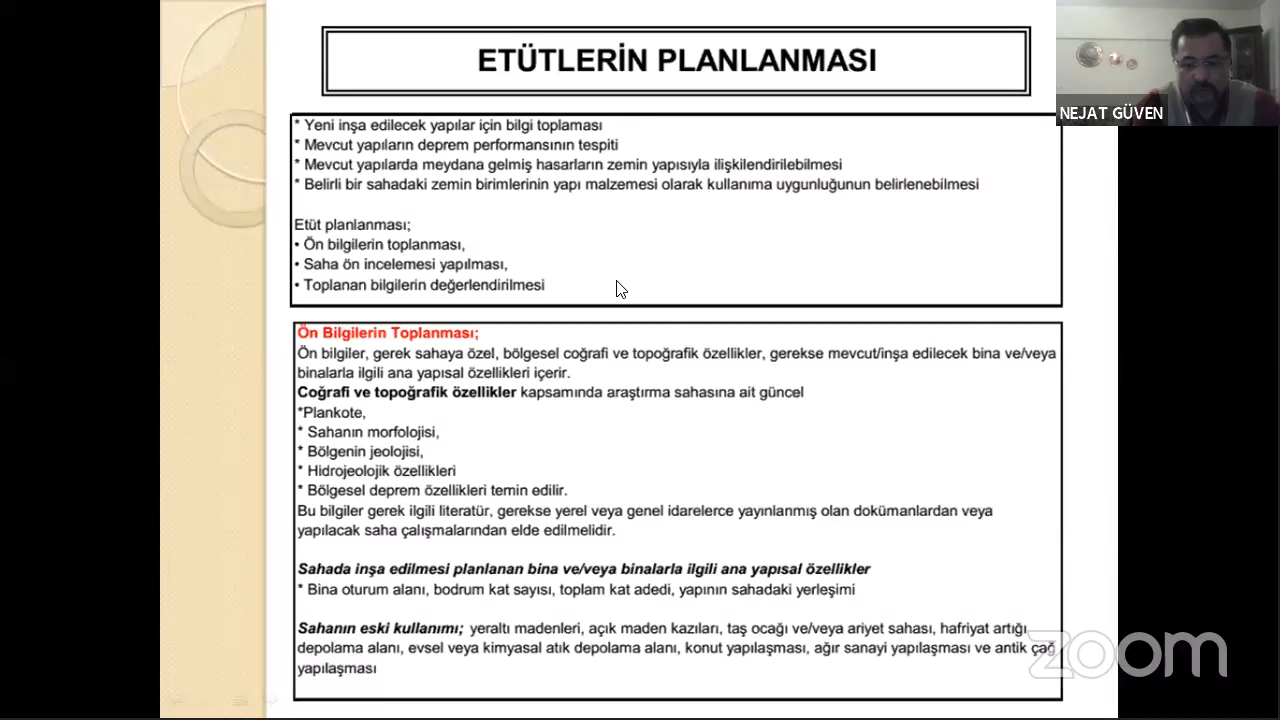 ETÜTLERİN PLANLANMASI
NEJAT GÜVEN
* Yeni inşa edilecek yapılar için bilgi toplaması
* Mevcut yapıların deprem performansının tespiti
* Mevcut yapılarda meydana gelmiş hasarların zemin yapısıyla ilişkilendirilebilmesi
* Belirli bir sahadaki zemin birimlerinin yapı malzemesi olarak kullanıma uygunluğunun belirlenebilmesi
Etüt planlanması;
• Ön bilgilerin toplanması,
• Saha ön incelemesi yapılması,
• Toplanan bilgilerin değerlendirilmesi
Ön Bilgilerin Toplanması;
Ön bilgiler, gerek sahaya özel, bölgesel coğrafi ve topoğrafik özellikler, gerekse mevcut/inşa edilecek bina ve/veya
binalarla ilgili ana yapısal özellikleri içerir.
Coğrafi ve topoğrafik özellikler kapsamında araştırma sahasına ait güncel
*Plankote,
* Sahanın morfolojisi,
* Bölgenin jeolojisi,
* Hidrojeolojik özellikleri
* Bölgesel deprem özellikleri temin edilir.
Bu bilgiler gerek ilgili literatür, gerekse yerel veya genel idarelerce yayınlanmış olan dokümanlardan veya
yapılacak saha çalışmalarından elde edilmelidir.
Sahada inşa edilmesi planlanan bina ve/veya binalarla ilgili ana yapısal özellikler
* Bina oturum alanı, bodrum kat sayısı, toplam kat adedi, yapının sahadaki yerleşimi
Sahanın eski kullanımı; yeraltı madenleri, açık maden kazıları, taş ocağı ve/veya ariyet sahası, hafriyat artığı
depolama alanı, evsel veya kimyasal atık depolama alanı, konut yapılaşması, ağır sanayi yapılaşması ve antik çağ
yapılaşması
zoom